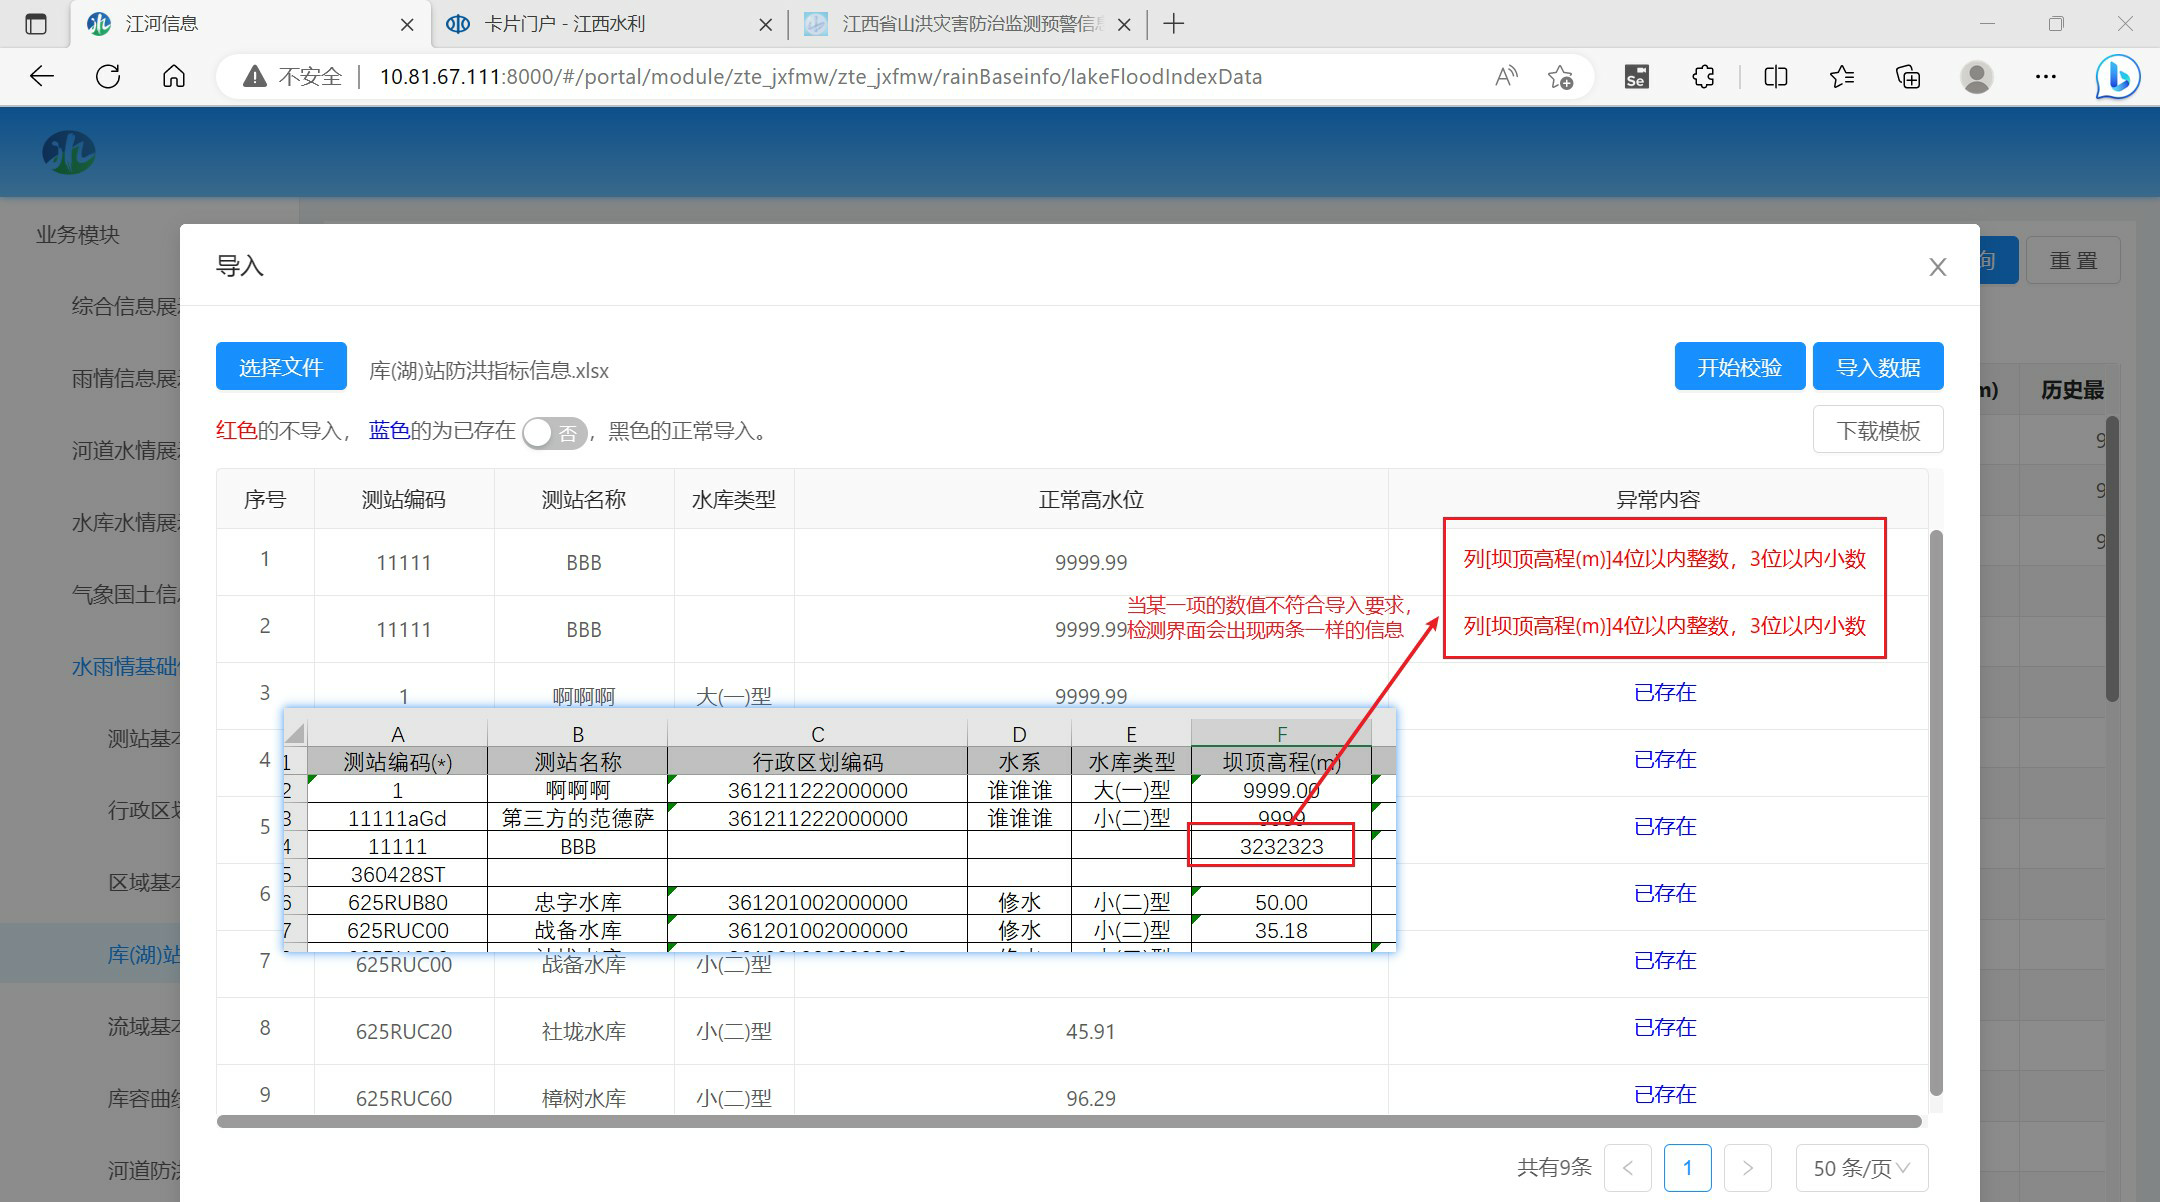 江河信息
卡片门户 - 江西水利
江西省山洪灾害防治监测预警信息
不安全
10.81.67.111:8000/#/portal/module/zte_jxfmw/zte_jxfmw/rainBaseinfo/lakeFloodIndexData
业务模块
综合信息展
雨情信息展
河道水情展
水库水情展
气象国土信
水雨情基础
测站基本
行政区划
区域基本
库(湖)站
流域基本
库容曲线
河道防洪
询
重 置
m)
历史最
9
9
9
导入
选择文件
库(湖)站防洪指标信息.xlsx
开始校验
导入数据
红色的不导入， 蓝色的为已存在 否 ，黑色的正常导入。
下载模板
序号 测站编码 测站名称 水库类型 正常高水位 异常内容
1 11111 BBB 9999.99 列[坝顶高程(m)]4位以内整数，3位以内小数
2 11111 BBB 9999.99 列[坝顶高程(m)]4位以内整数，3位以内小数
当某一项的数值不符合导入要求，
检测界面会出现两条一样的信息
3 1 啊啊啊 大(一)型 9999.99 已存在
4 已存在
5 已存在
6 已存在
7 625RUC00 战备水库 小(二)型 已存在
8 625RUC20 社垅水库 小(二)型 45.91 已存在
9 625RUC60 樟树水库 小(二)型 96.29 已存在
A B C D E F
1 测站编码(*) 测站名称 行政区划编码 水系 水库类型 坝顶高程(m)
2 1 啊啊啊 361211222000000 谁谁谁 大(一)型 9999.00
3 11111aGd 第三方的范德萨 361211222000000 谁谁谁 小(二)型 9999
4 11111 BBB 3232323
5 360428ST
6 625RUB80 忠字水库 361201002000000 修水 小(二)型 50.00
7 625RUC00 战备水库 361201002000000 修水 小(二)型 35.18
共有9条 < 1 > 50 条/页